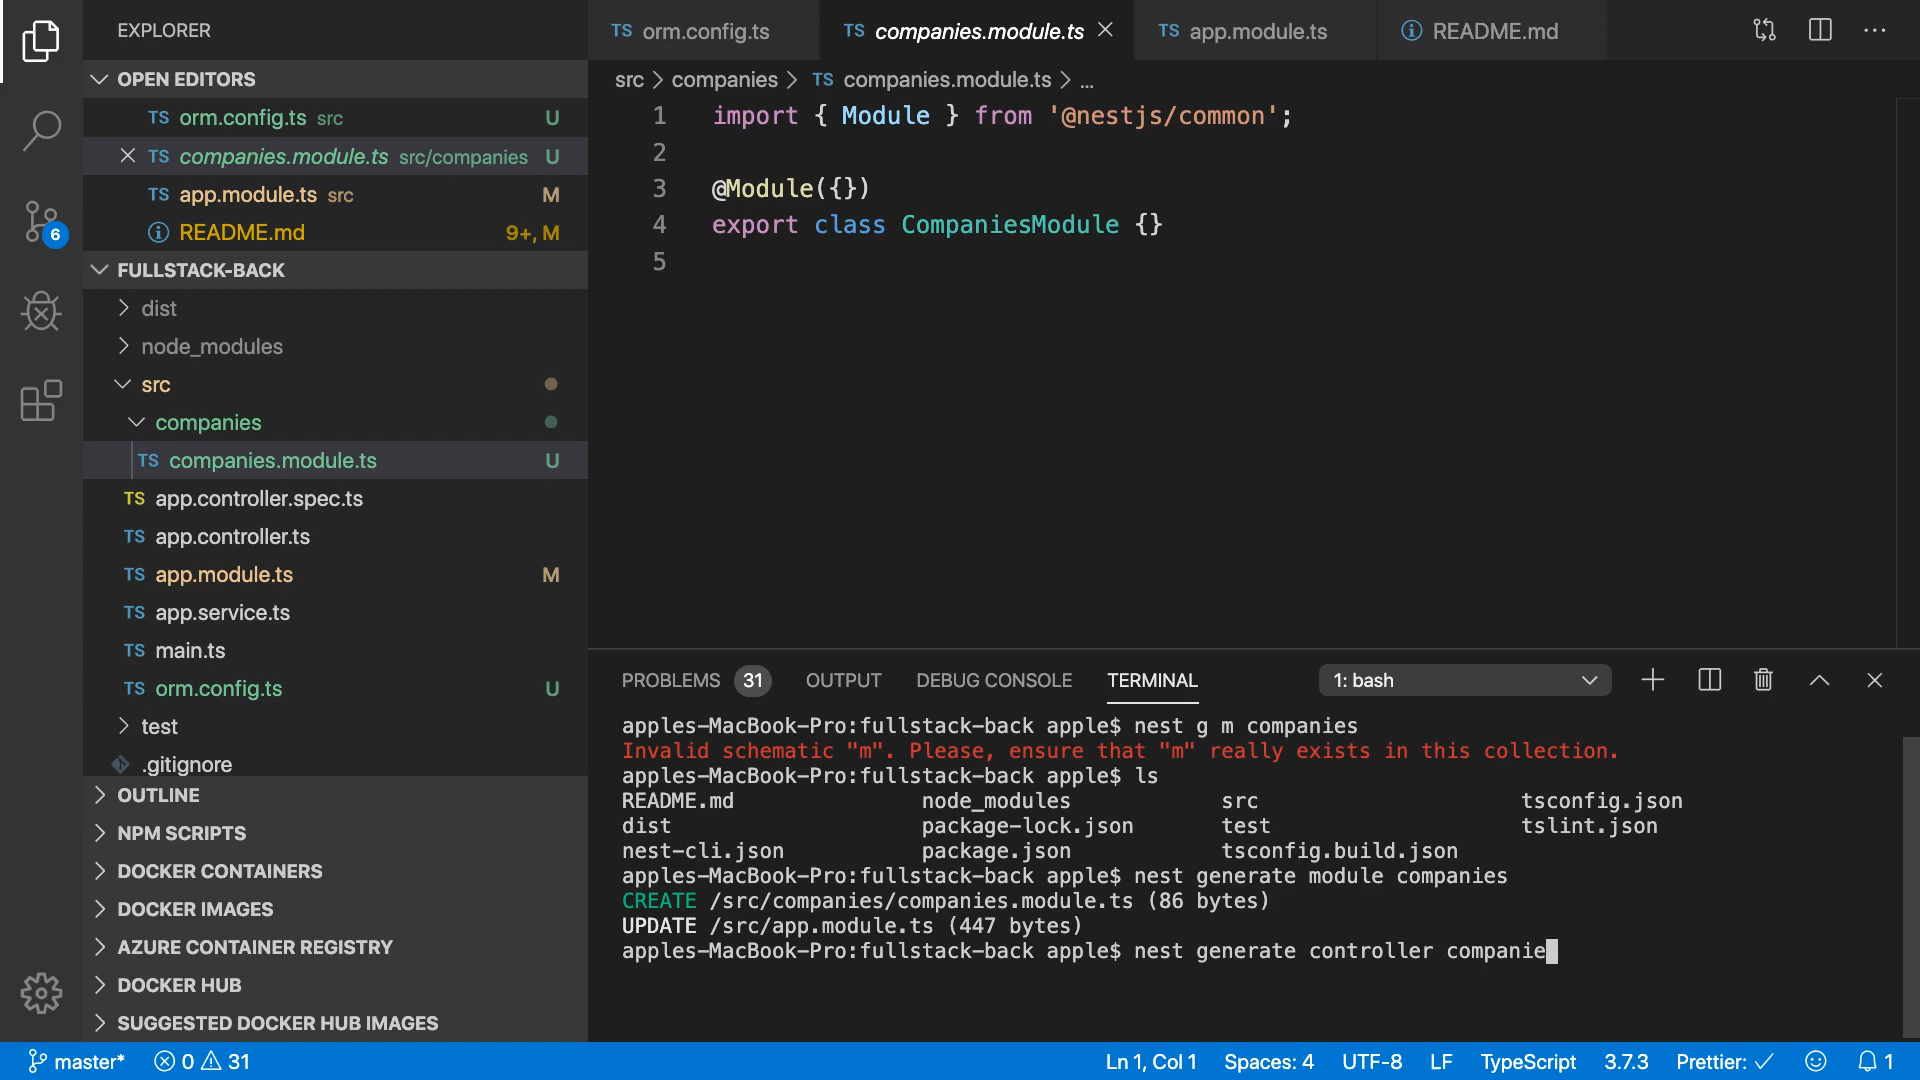 EXPLORER
OPEN EDITORS
TS orm.config.ts src U
TS companies.module.ts src/companies U
TS app.module.ts src M
README.md 9+, M
6
FULLSTACK-BACK
dist
node_modules
src
companies
TS companies.module.ts U
TS app.controller.spec.ts
TS app.controller.ts
TS app.module.ts M
TS app.service.ts
TS main.ts
TS orm.config.ts U
test
.gitignore
OUTLINE
NPM SCRIPTS
DOCKER CONTAINERS
DOCKER IMAGES
AZURE CONTAINER REGISTRY
DOCKER HUB
SUGGESTED DOCKER HUB IMAGES
TS orm.config.ts TS companies.module.ts TS app.module.ts README.md
src > companies > TS companies.module.ts > ...
1 import { Module } from '@nestjs/common';
2
3 @Module({})
4 export class CompaniesModule {}
5
PROBLEMS 31 OUTPUT DEBUG CONSOLE TERMINAL 1: bash
apples-MacBook-Pro:fullstack-back apple$ nest g m companies
Invalid schematic "m". Please, ensure that "m" really exists in this collection.
apples-MacBook-Pro:fullstack-back apple$ ls
README.md node_modules src tsconfig.json
dist package-lock.json test tslint.json
nest-cli.json package.json tsconfig.build.json
apples-MacBook-Pro:fullstack-back apple$ nest generate module companies
CREATE /src/companies/companies.module.ts (86 bytes)
UPDATE /src/app.module.ts (447 bytes)
apples-MacBook-Pro:fullstack-back apple$ nest generate controller companie
master* 0 31 Ln 1, Col 1 Spaces: 4 UTF-8 LF TypeScript 3.7.3 Prettier: ✓ 1